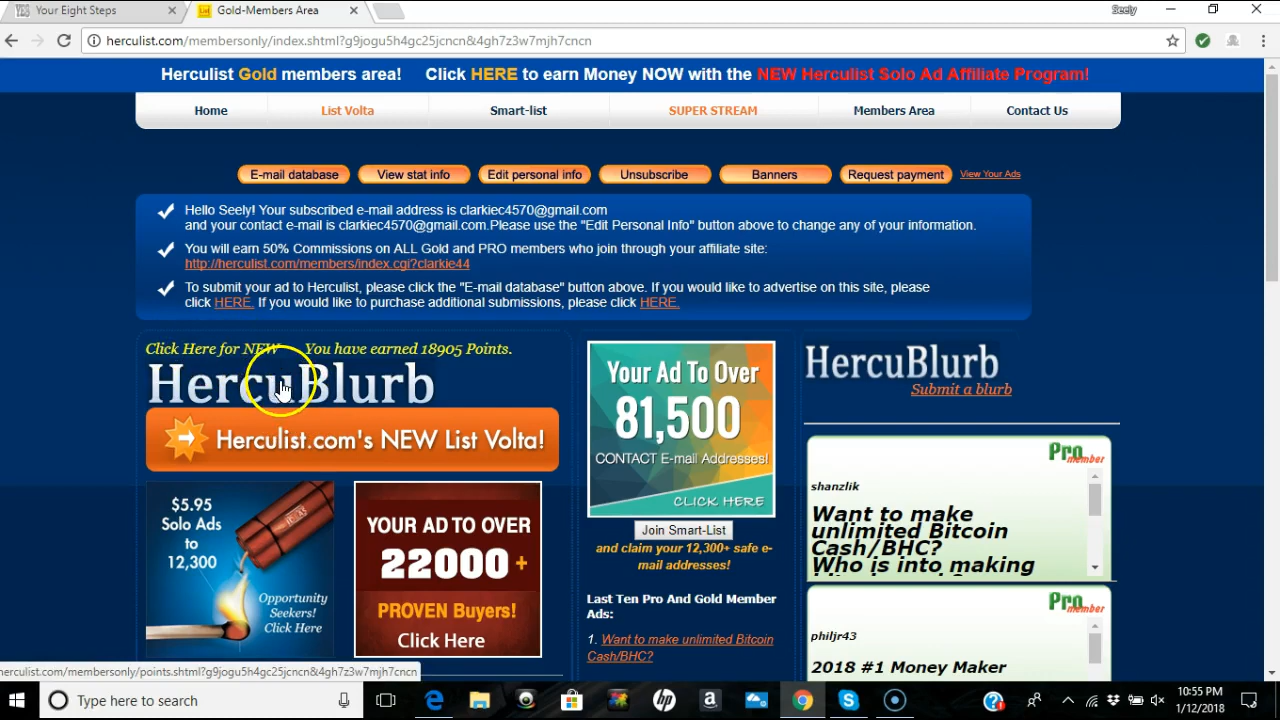 Your Eight Steps
Gold-Members Area
Seely
herculist.com/membersonly/index.shtml?g9jogu5h4gc25jcncn&4gh7z3w7mjh7cncn
Herculist Gold members area! Click HERE to earn Money NOW with the NEW Herculist Solo Ad Affiliate Program!
Home List Volta Smart-list SUPER STREAM Members Area Contact Us
E-mail database View stat info Edit personal info Unsubscribe Banners Request payment View Your Ads
Hello Seely! Your subscribed e-mail address is clarkiec4570@gmail.com
and your contact e-mail is clarkiec4570@gmail.com.Please use the "Edit Personal Info" button above to change any of your information.
You will earn 50% Commissions on ALL Gold and PRO members who join through your affiliate site:
http://herculist.com/members/index.cgi?clarkie44
To submit your ad to Herculist, please click the "E-mail database" button above. If you would like to advertise on this site, please
click HERE. If you would like to purchase additional submissions, please click HERE.
Click Here for NEW You have earned 18905 Points.
HercuBlurb
Herculist.com's NEW List Volta!
$5.95
Solo Ads
to
12,300
Opportunity
Seekers!
Click Here
YOUR AD TO OVER
22000+
PROVEN Buyers!
Click Here
Your Ad To Over
81,500
CONTACT E-mail Addresses!
CLICK HERE
Join Smart-List
and claim your 12,300+ safe e-
mail addresses!
Last Ten Pro And Gold Member
Ads:
1. Want to make unlimited Bitcoin
Cash/BHC?
HercuBlurb
Submit a blurb
Pro member
shanzlik
Want to make
unlimited Bitcoin
Cash/BHC?
Who is into making
Pro member
philjr43
2018 #1 Money Maker
herculist.com/membersonly/points.shtml?g9jogu5h4gc25jcncn&4gh7z3w7mjh7cncn
Type here to search
10:55 PM
1/12/2018